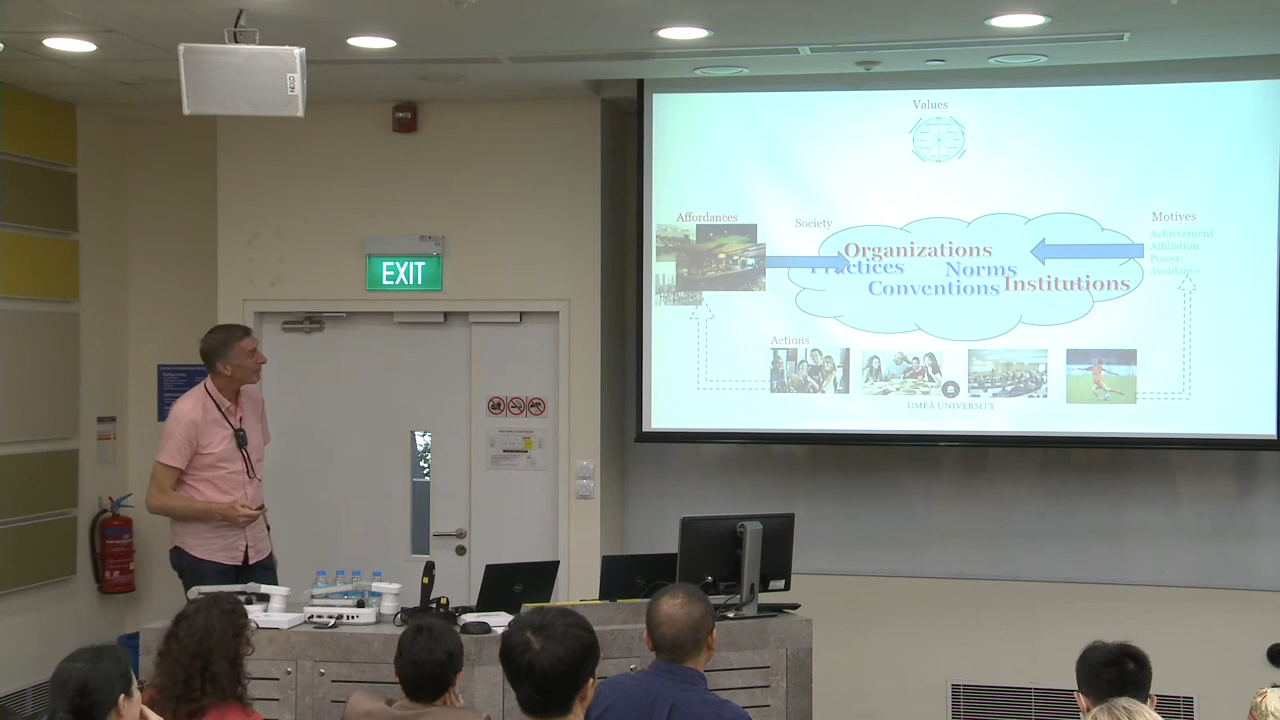 EXIT
Values
Affordances
Society
Motives
Achievement
Affiliation
Power
Avoidance
Organizations
Practices
Norms
Conventions
Institutions
Actions
UMEÅ UNIVERSITY